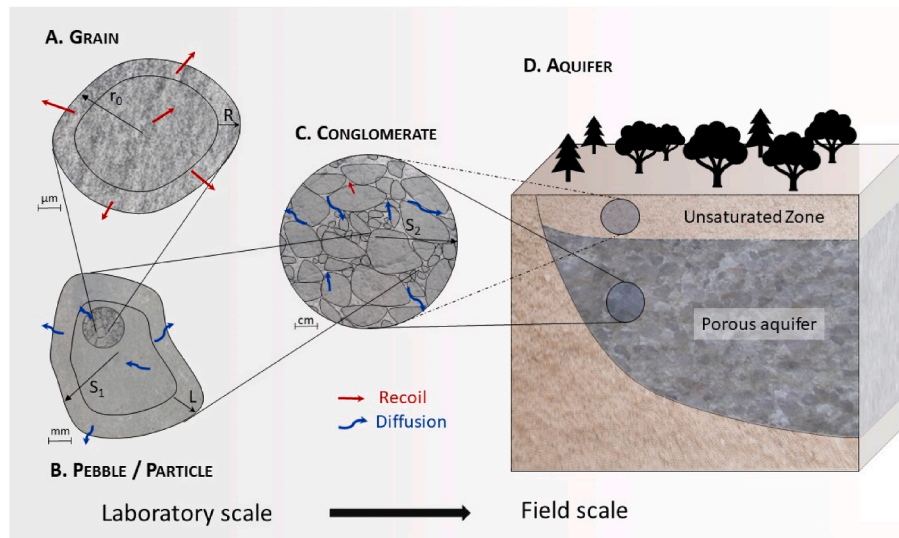 A. GRAIN
r0
R
μm
C. CONGLOMERATE
S2
cm
D. AQUIFER
Unsaturated Zone
Porous aquifer
S1
L
mm
B. PEBBLE / PARTICLE
Recoil
Diffusion
Laboratory scale
Field scale